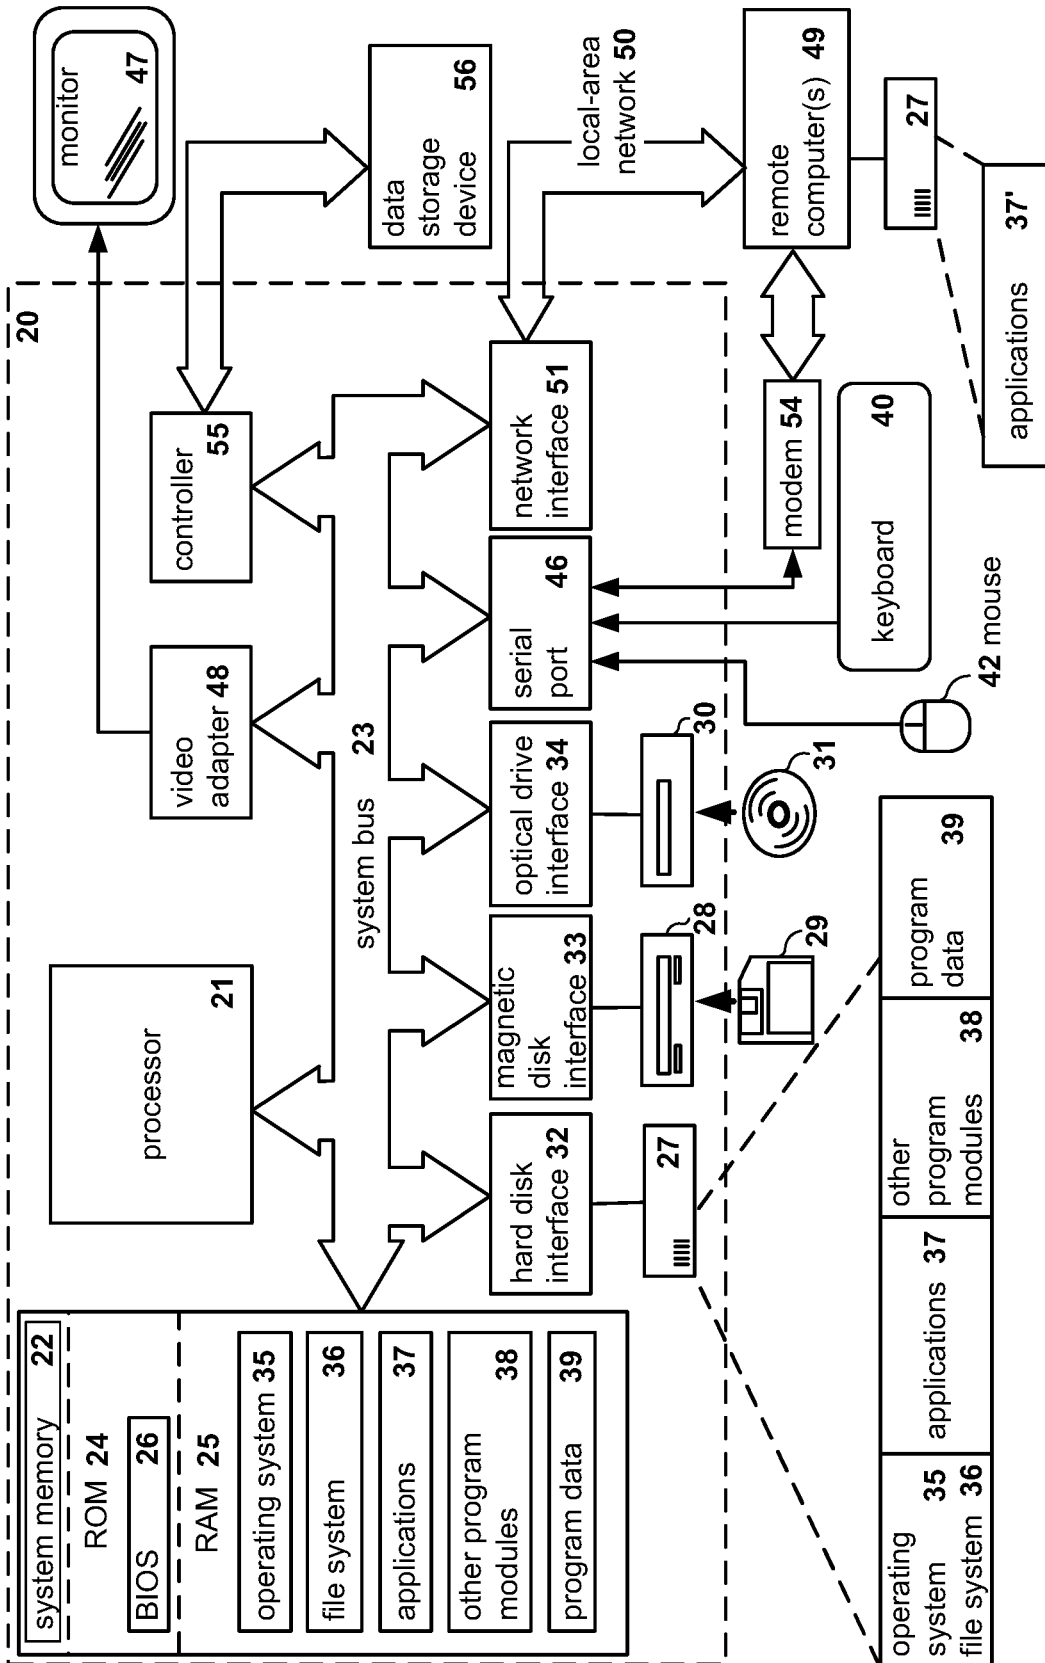 system memory 22
ROM 24
BIOS 26
RAM 25
operating system 35
file system 36
applications 37
other program
modules 38
program data 39
20
processor 21
video
adapter 48
controller 55
monitor 47
system bus 23
data
storage
device 56
hard disk
interface 32
magnetic
disk
interface 33
optical drive
interface 34
serial
port 46
network
interface 51
local-area
network 50
27
28
30
29
31
modem 54
remote
computer(s) 49
keyboard 40
42 mouse
27
operating
system 35
file system 36
applications 37
other
program
modules 38
program
data 39
applications 37'